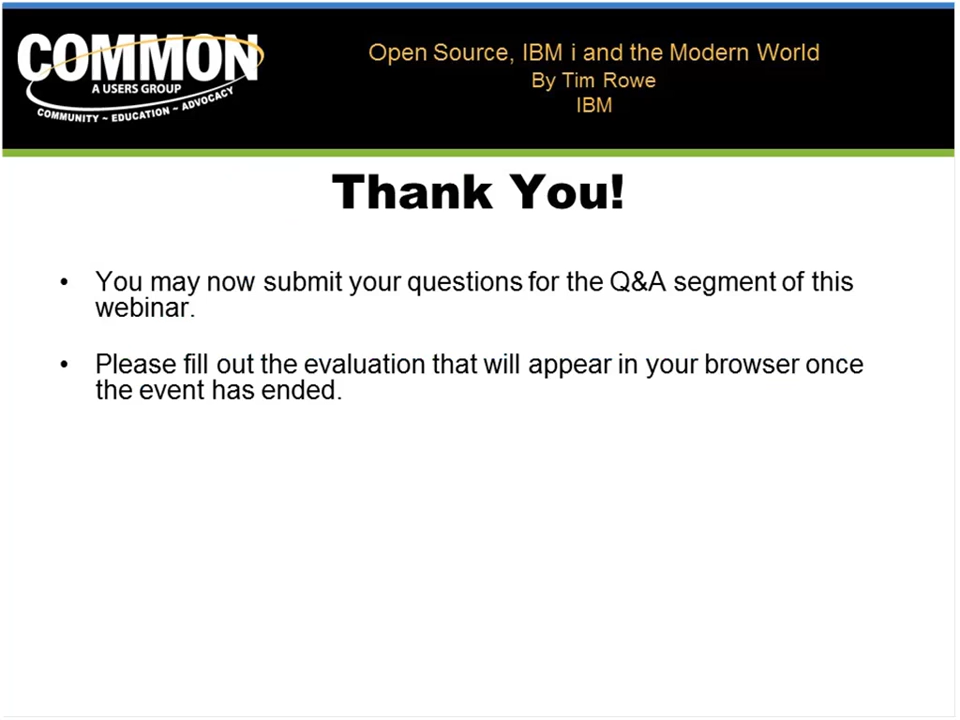 COMMON
A USERS GROUP
COMMUNITY ~ EDUCATION ~ ADVOCACY
Open Source, IBM i and the Modern World
By Tim Rowe
IBM
Thank You!
• You may now submit your questions for the Q&A segment of this
webinar.
• Please fill out the evaluation that will appear in your browser once
the event has ended.